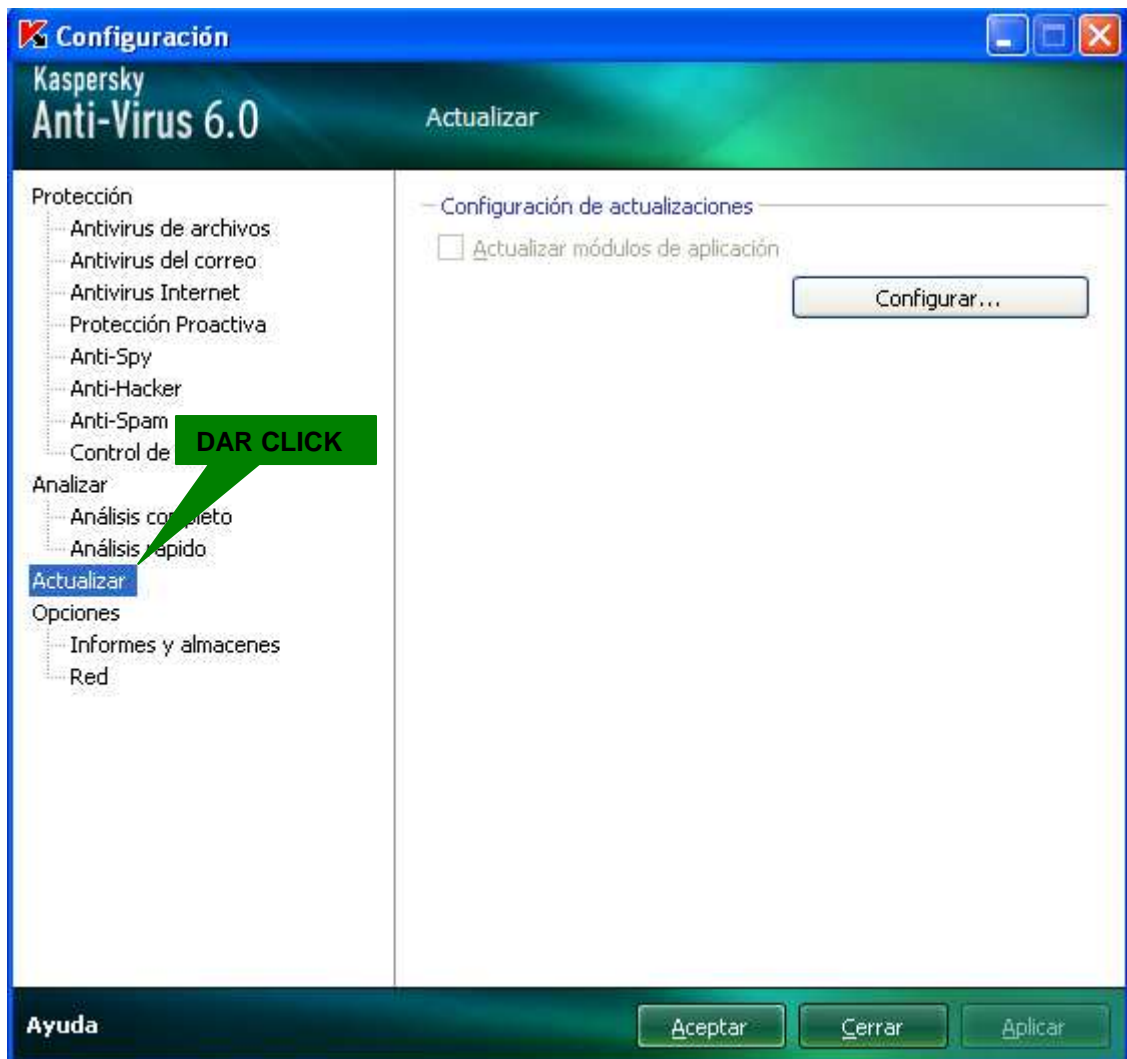 Configuración
Kaspersky
Anti-Virus 6.0
Actualizar
Protección
Antivirus de archivos
Antivirus del correo
Antivirus Internet
Protección Proactiva
Anti-Spy
Anti-Hacker
Anti-Spam
Control de
DAR CLICK
Analizar
Análisis completo
Análisis rápido
Actualizar
Opciones
Informes y almacenes
Red
Configuración de actualizaciones
Actualizar módulos de aplicación
Configurar...
Ayuda
Aceptar
Cerrar
Aplicar